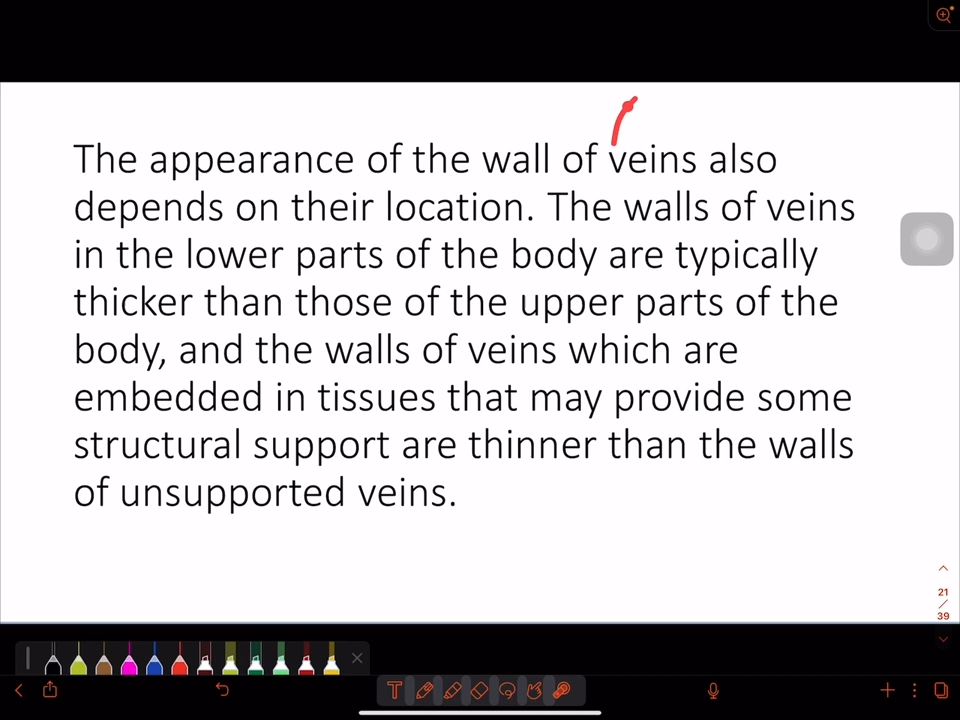 The appearance of the wall of veins also
depends on their location. The walls of veins
in the lower parts of the body are typically
thicker than those of the upper parts of the
body, and the walls of veins which are
embedded in tissues that may provide some
structural support are thinner than the walls
of unsupported veins.
21
/
39
T